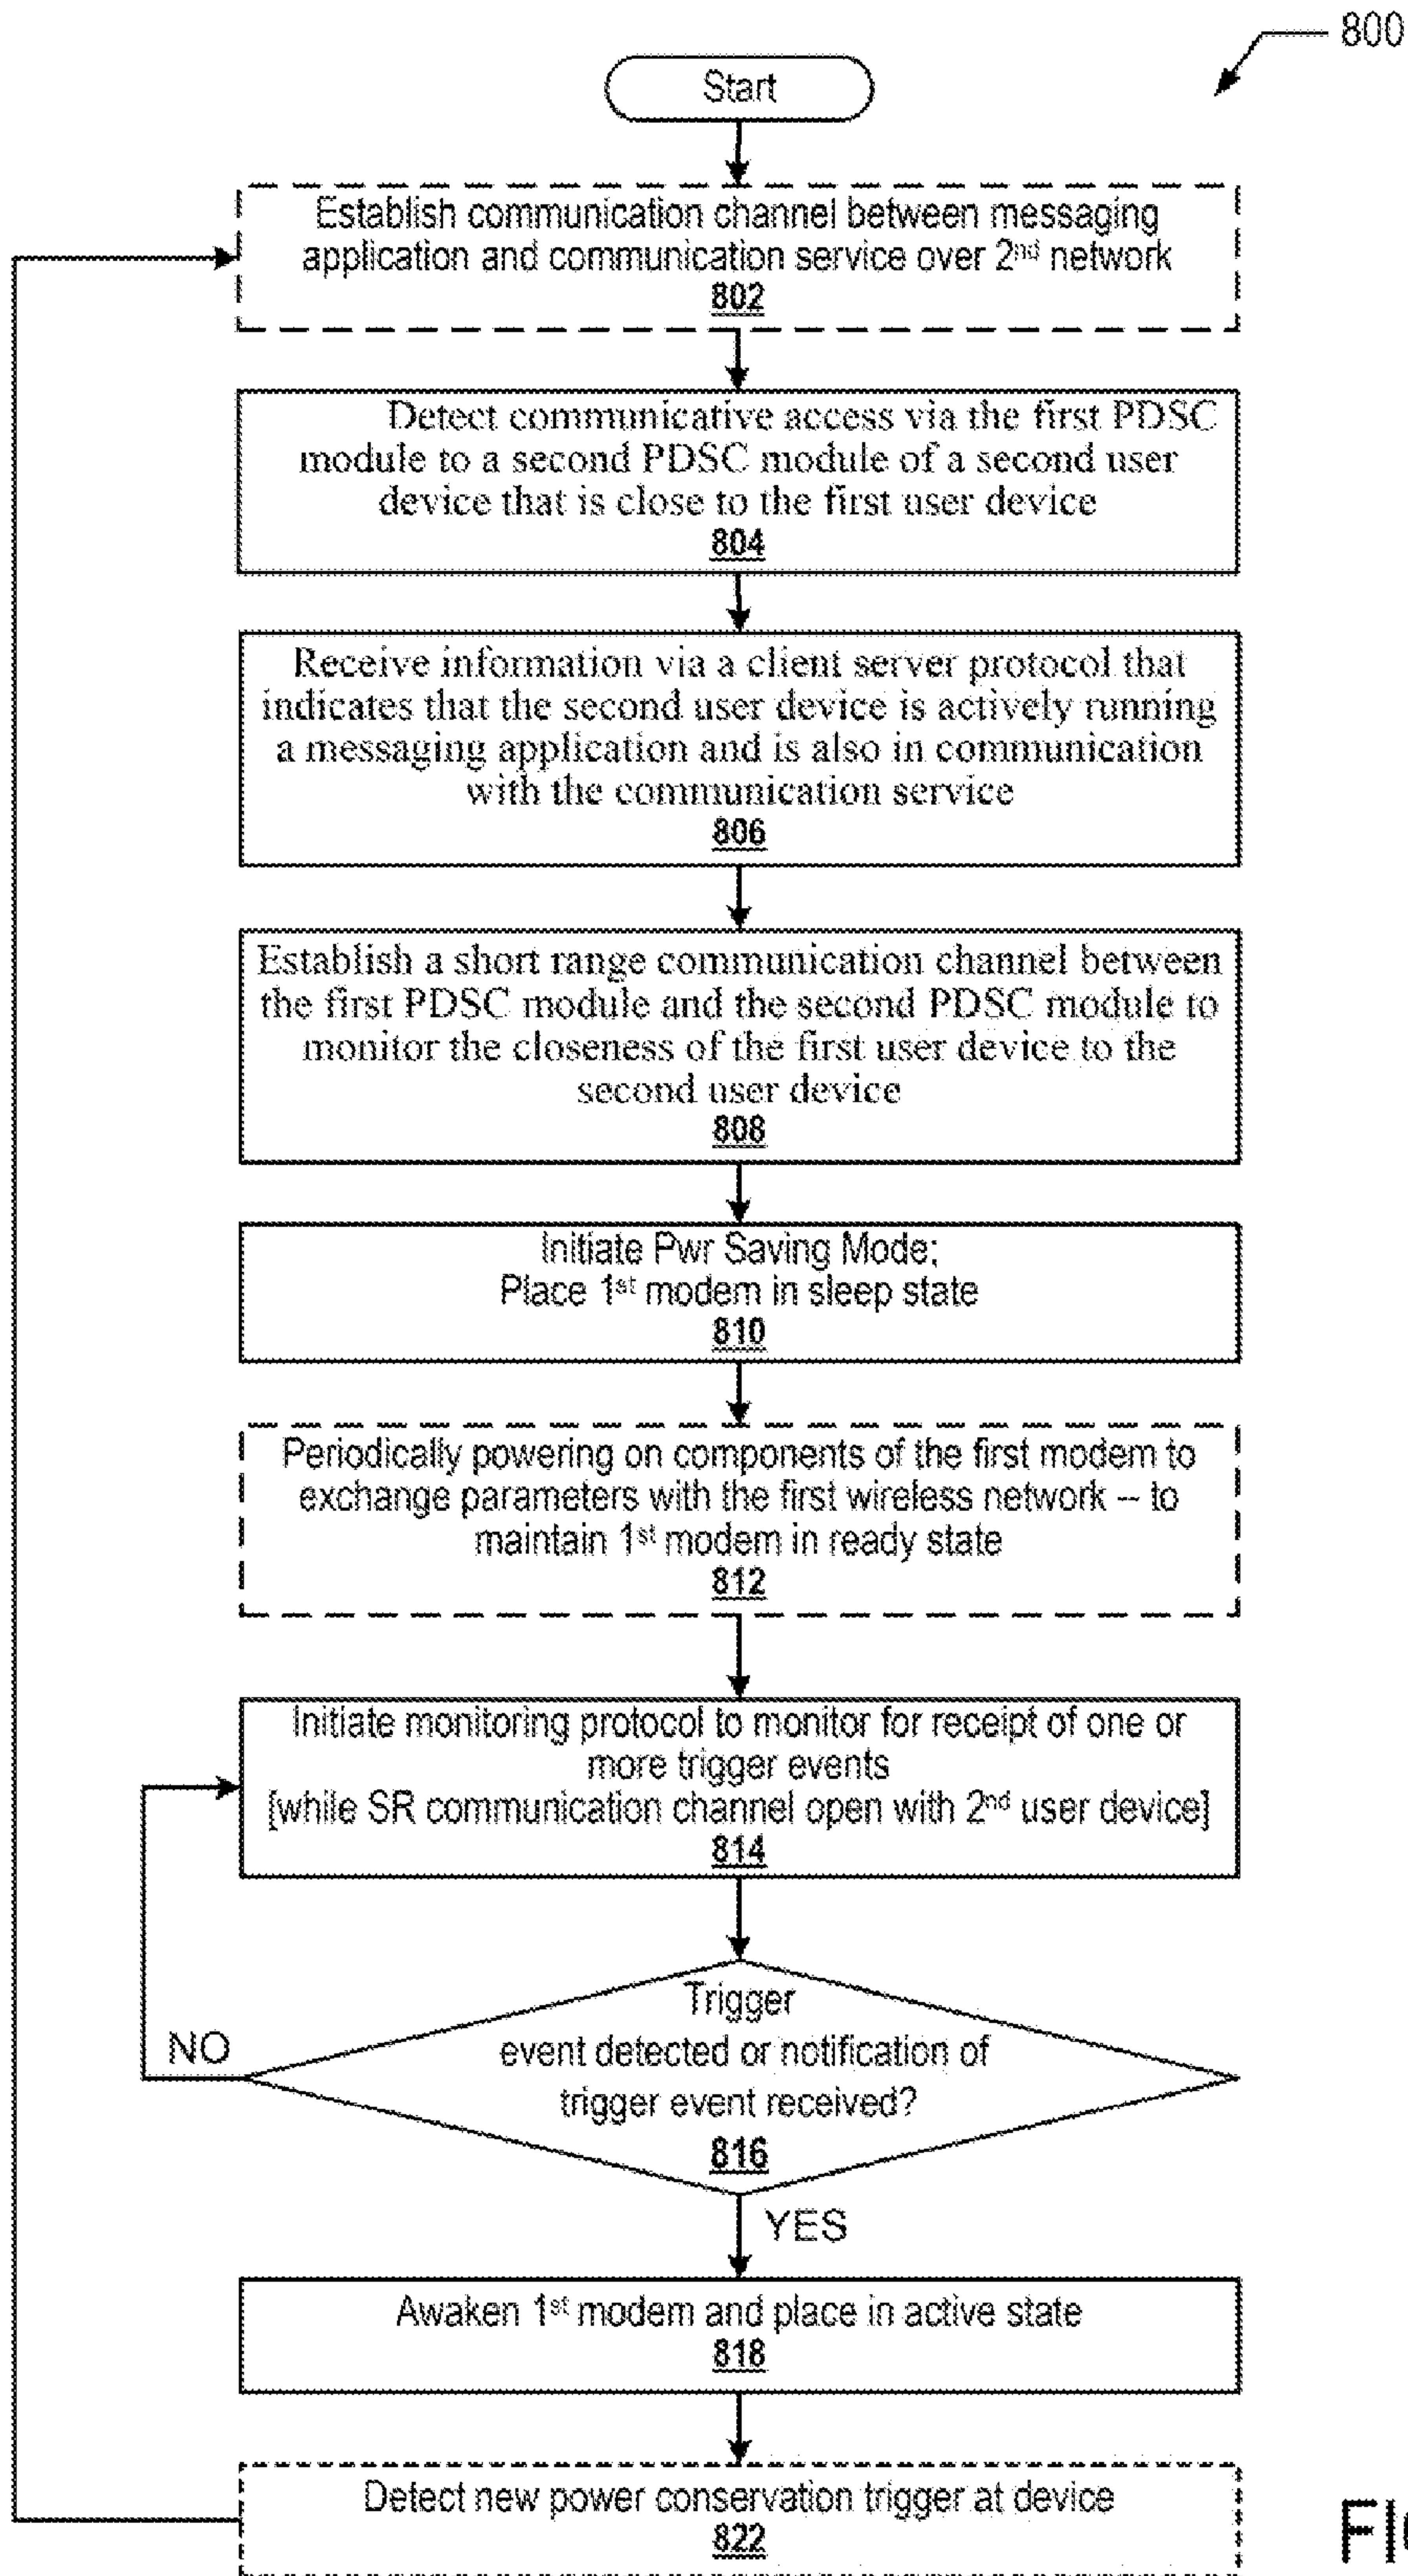 800
Start
Establish communication channel between messaging
application and communication service over 2nd network
802
Detect communicative access via the first PDSC
module to a second PDSC module of a second user
device that is close to the first user device
804
Receive information via a client server protocol that
indicates that the second user device is actively running
a messaging application and is also in communication
with the communication service
806
Establish a short range communication channel between
the first PDSC module and the second PDSC module to
monitor the closeness of the first user device to the
second user device
808
Initiate Pwr Saving Mode;
Place 1st modem in sleep state
810
Periodically powering on components of the first modem to
exchange parameters with the first wireless network -- to
maintain 1st modem in ready state
812
Initiate monitoring protocol to monitor for receipt of one or
more trigger events
[while SR communication channel open with 2nd user device]
814
Trigger
event detected or notification of
trigger event received?
816
NO
YES
Awaken 1st modem and place in active state
818
Detect new power conservation trigger at device
822